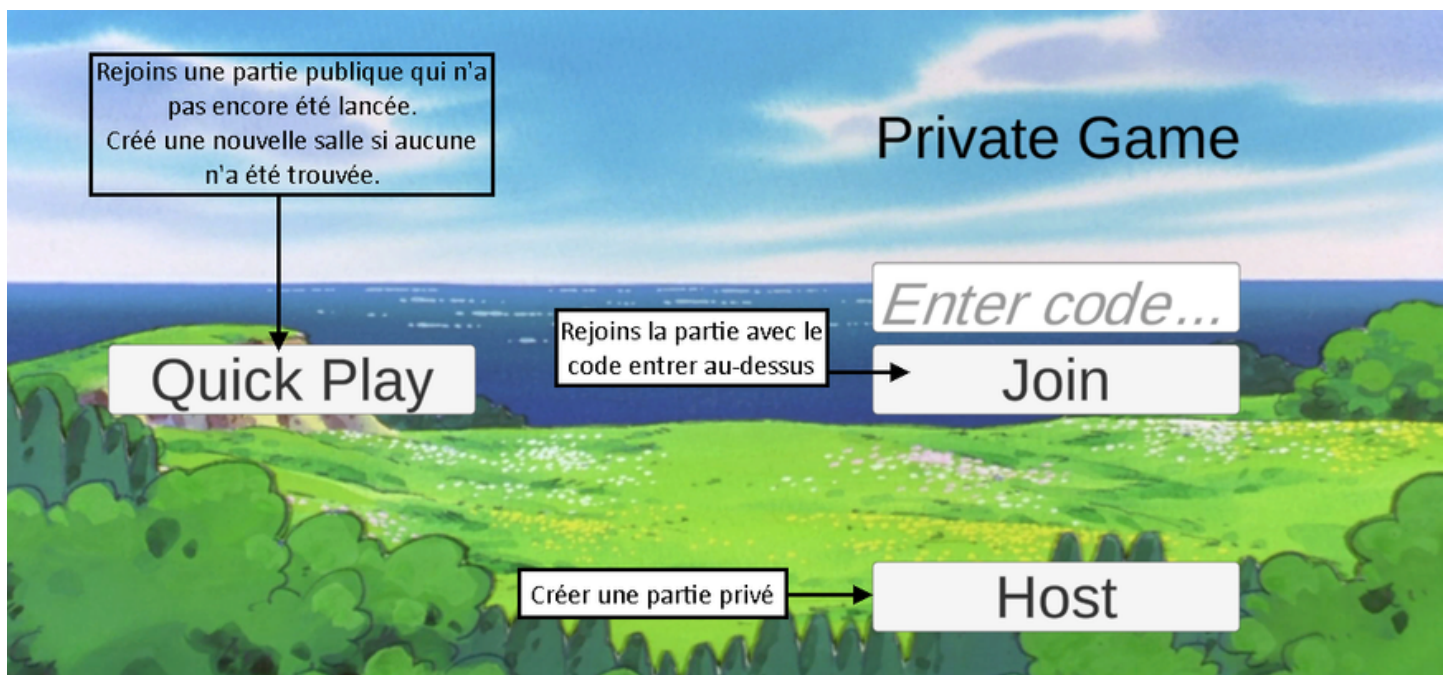 Rejoins une partie publique qui n'a
pas encore été lancée.
Créé une nouvelle salle si aucune
n'a été trouvée.
Quick Play
Private Game
Enter code...
Rejoins la partie avec le
code entrer au-dessus
Join
Créer une partie privé
Host